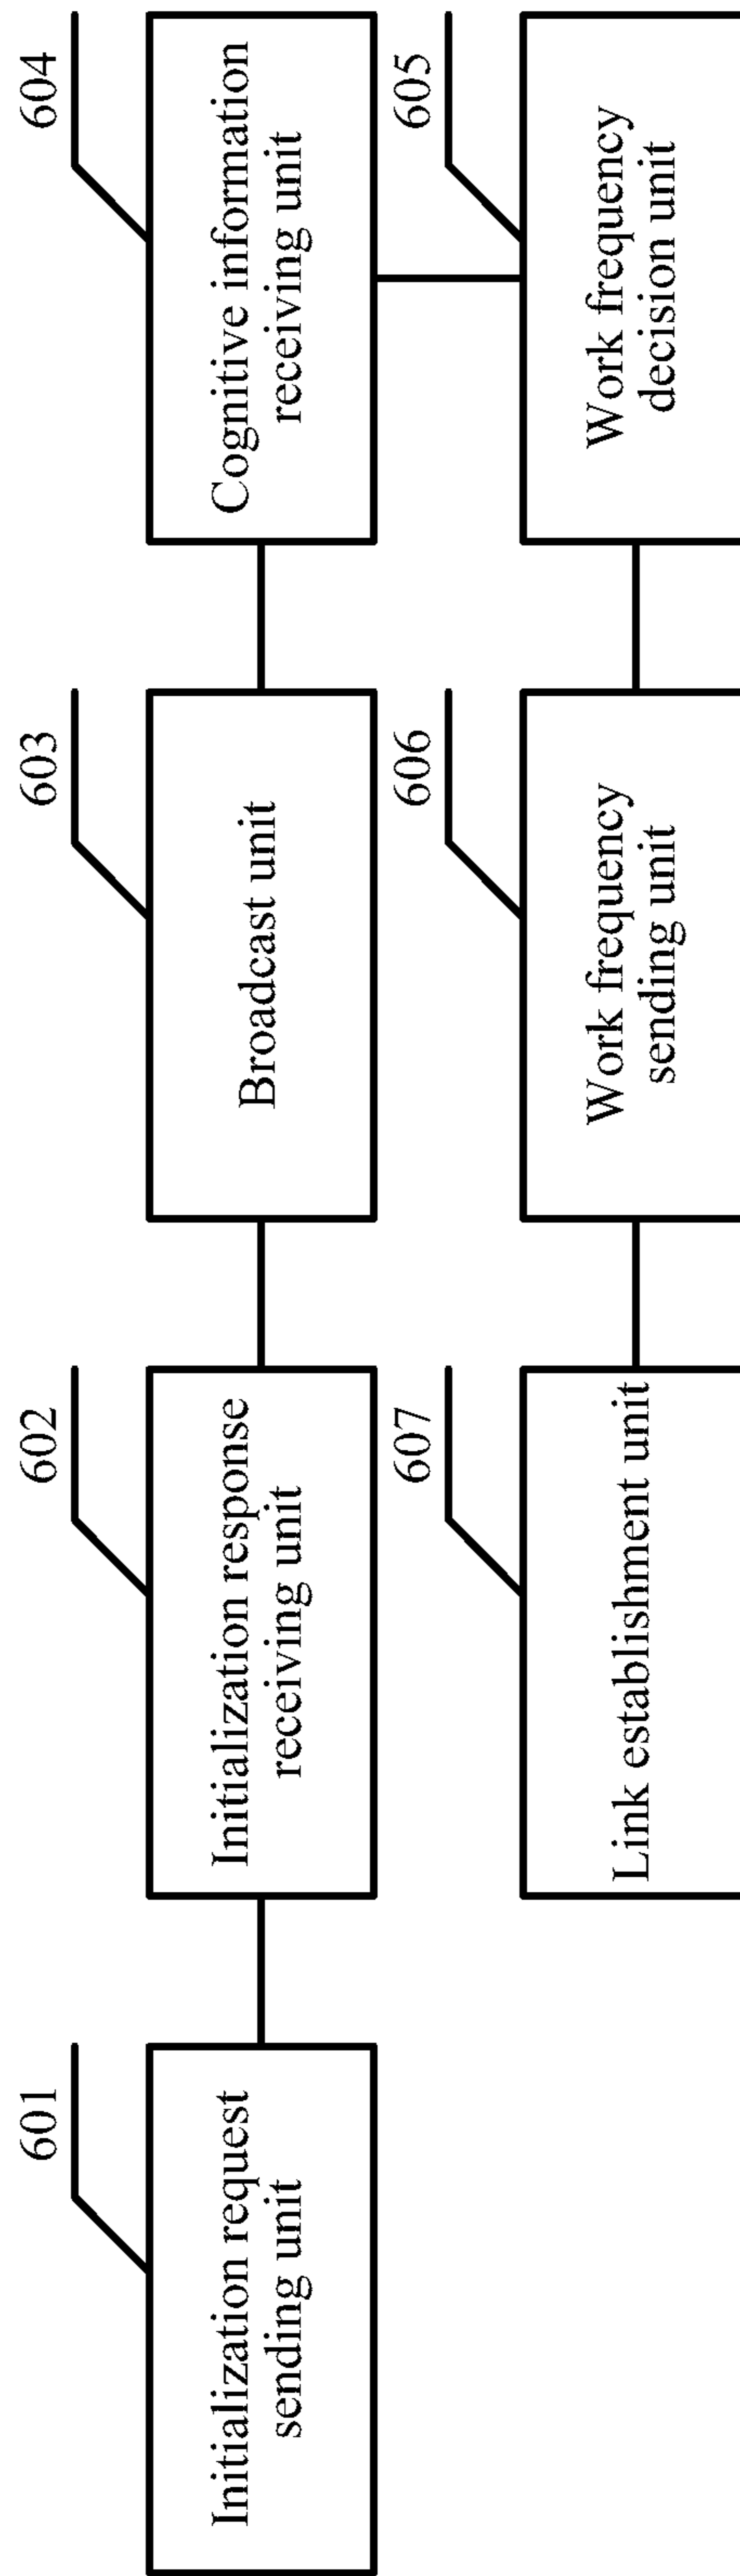 601
Initialization request
sending unit
602
Initialization response
receiving unit
603
Broadcast unit
604
Cognitive information
receiving unit
607
Link establishment unit
606
Work frequency
sending unit
605
Work frequency
decision unit